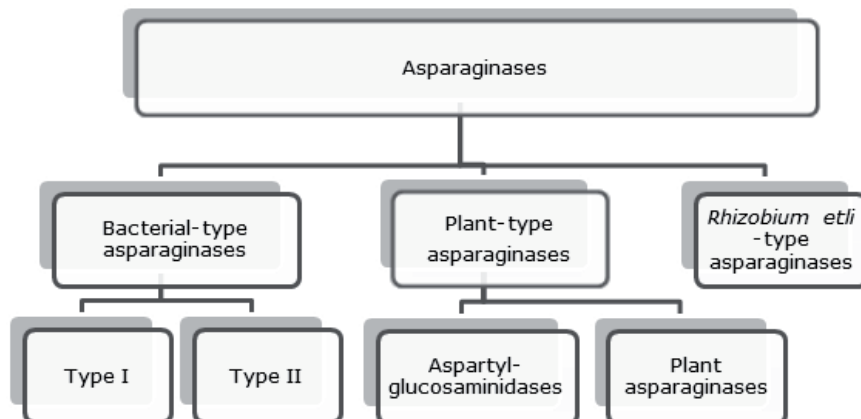 Asparaginases
Bacterial-type
asparaginases
Plant-type
asparaginases
Rhizobium etli
-type
asparaginases
Type I
Type II
Aspartyl-
glucosaminidases
Plant
asparaginases